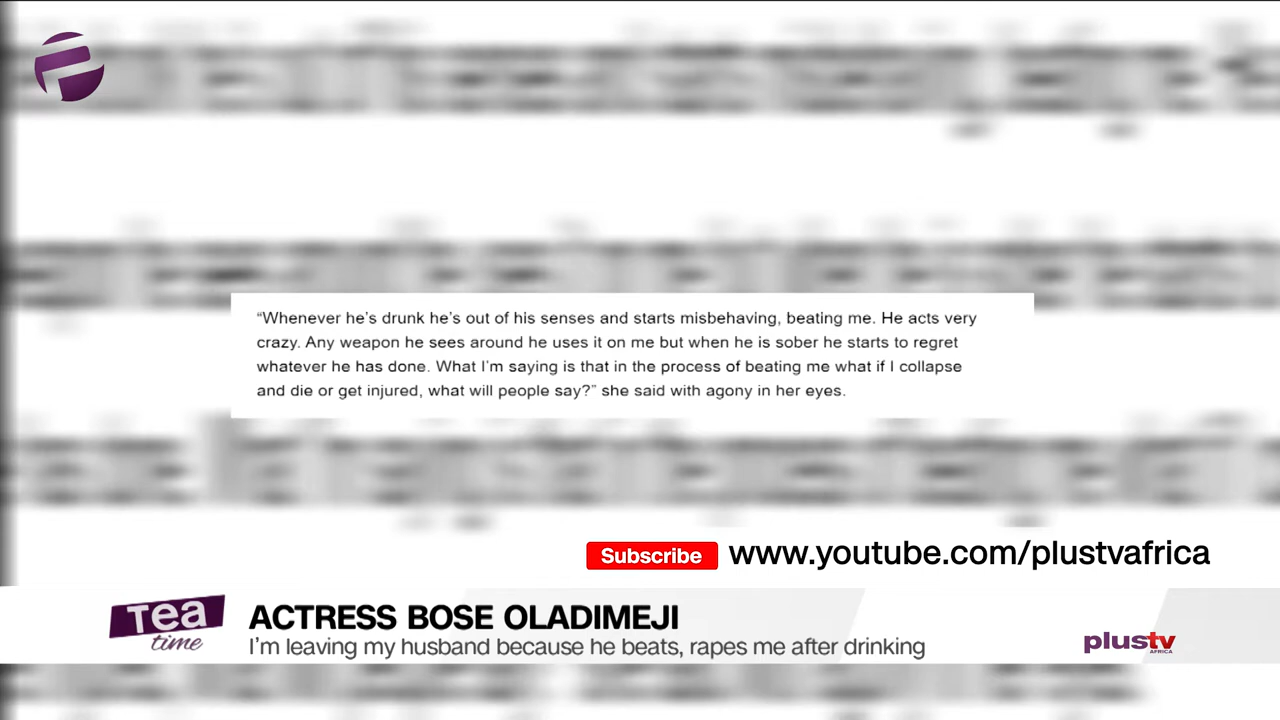 “Whenever he’s drunk he’s out of his senses and starts misbehaving, beating me. He acts very
crazy. Any weapon he sees around he uses it on me but when he is sober he starts to regret
whatever he has done. What I’m saying is that in the process of beating me what if I collapse
and die or get injured, what will people say?” she said with agony in her eyes.
Subscribe www.youtube.com/plustvafrica
Tea
time
ACTRESS BOSE OLADIMEJI
I’m leaving my husband because he beats, rapes me after drinking
plustv
AFRICA